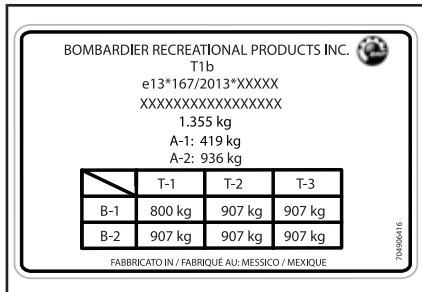 BOMBARDIER RECREATIONAL PRODUCTS INC.
T1b
e13*167/2013*XXXXX
XXXXXXXXXXXXXXXXX
1.355 kg
A-1: 419 kg
A-2: 936 kg
T-1 T-2 T-3
B-1 800 kg 907 kg 907 kg
B-2 907 kg 907 kg 907 kg
FABBRICATO IN / FABRIQUÉ AU: MESSICO / MEXIQUE
704906416